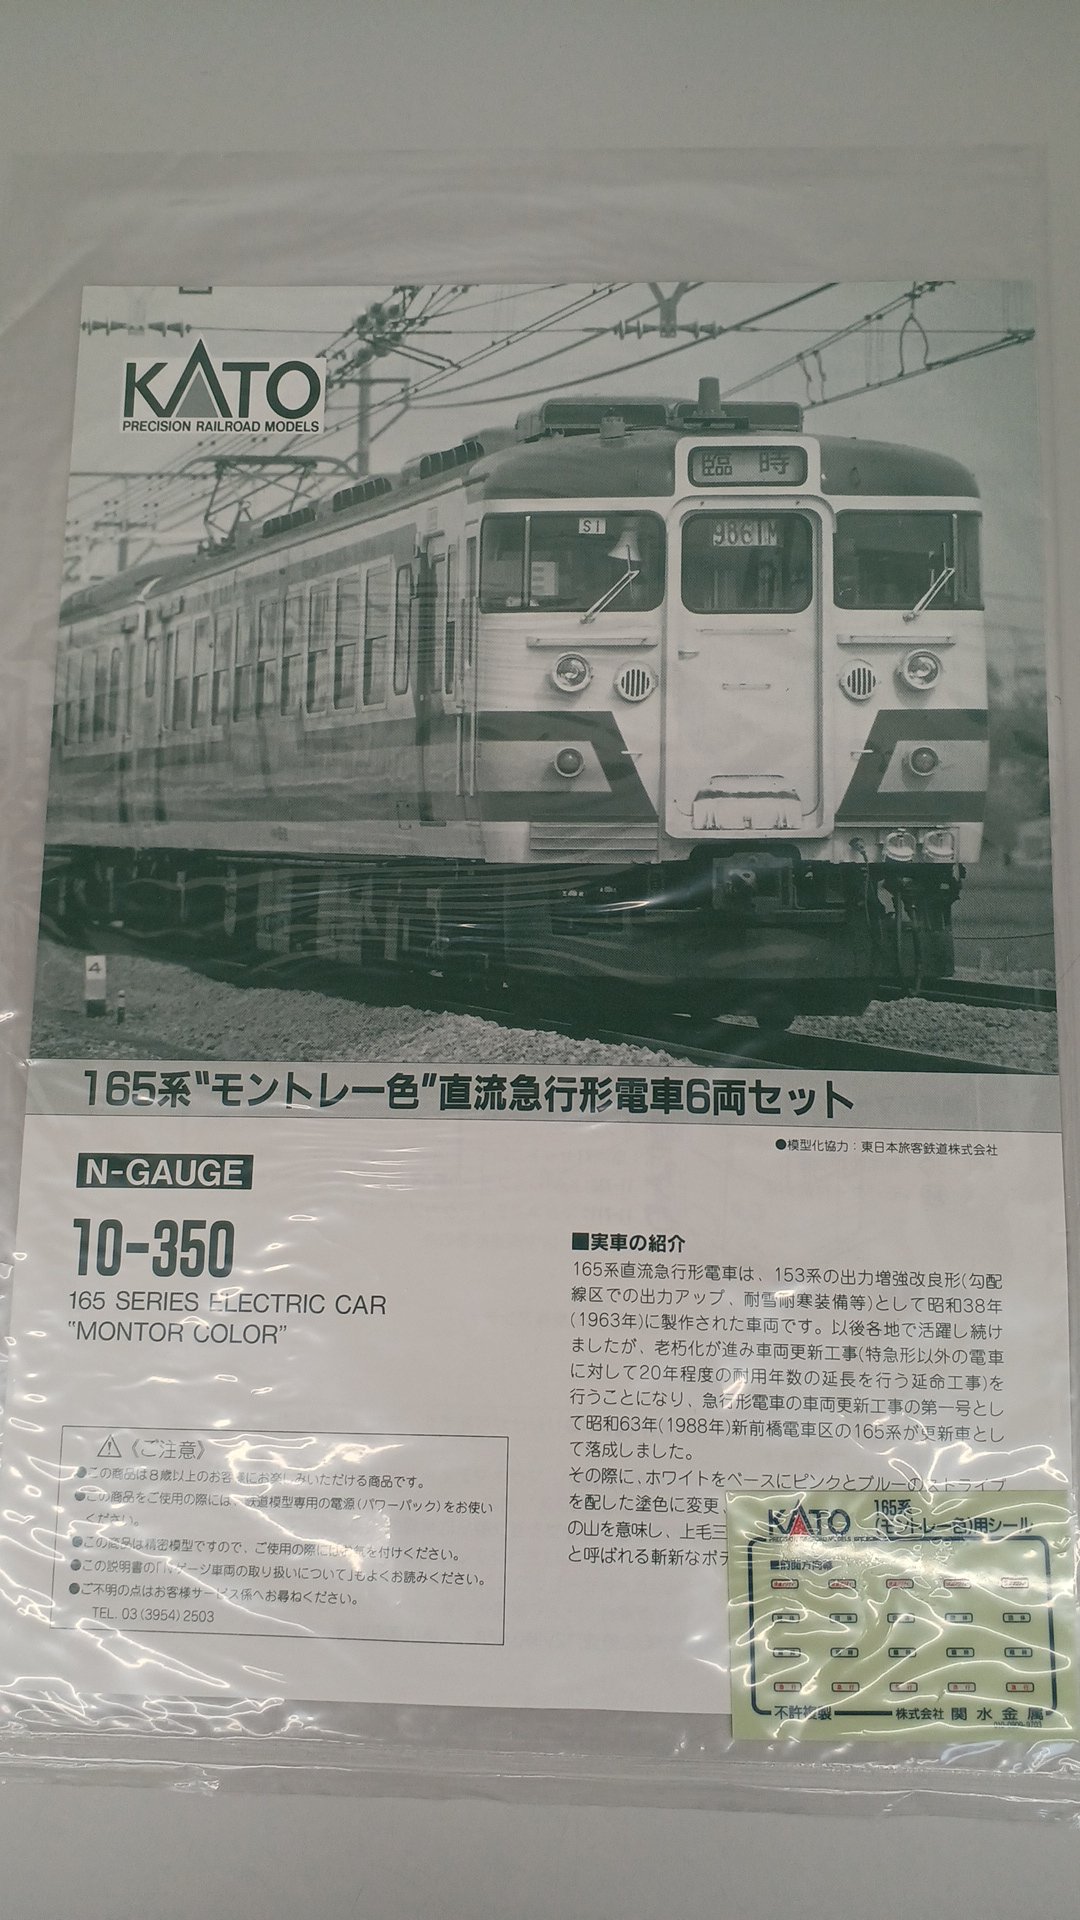 KATO
PRECISION RAILROAD MODELS
臨時
S1
9861M
4
165系"モントレー色"直流急行形電車6両セット
●模型化協力：東日本旅客鉄道株式会社
N-GAUGE
10-350
165 SERIES ELECTRIC CAR
"MONTOR COLOR"
《ご注意》
●この商品は8歳以上のお客様にお楽しみいただける商品です。
●この商品をご使用の際には、鉄道模型専用の電源(パワーパック)をお使い
ください。
●この商品は精密模型ですので、ご使用の際にはお気を付けください。
●この説明書の「Nゲージ車両の取り扱いについて」もよくお読みください。
●ご不明の点はお客様サービス係へお尋ねください。
TEL. 03(3954)2503
■実車の紹介
165系直流急行形電車は、153系の出力増強改良形(勾配
線区での出力アップ、耐雪耐寒装備等)として昭和38年
(1963年)に製作された車両です。以後各地で活躍し続け
ましたが、老朽化が進み車両更新工事(特急形以外の電車
に対して20年程度の耐用年数の延長を行う延命工事)を
行うことになり、急行形電車の車両更新工事の第一号とし
て昭和63年(1988年)新前橋電車区の165系が更新車とし
て落成しました。
その際に、ホワイトをベースにピンクとブルーのストライプ
を配した塗色に変更、
の山を意味し、上毛三
と呼ばれる斬新なボデ
KATO
PRECISION RAILROAD MODELS
165系
(モントレー色)用シール
■前面方向幕
不許複製
株式会社 関水金属